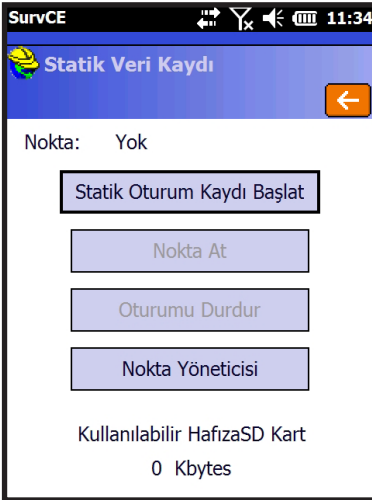 SurvCE 11:34
Statik Veri Kaydı
Nokta: Yok
Statik Oturum Kaydı Başlat
Nokta At
Oturumu Durdur
Nokta Yöneticisi
Kullanılabilir HafızaSD Kart
0 Kbytes